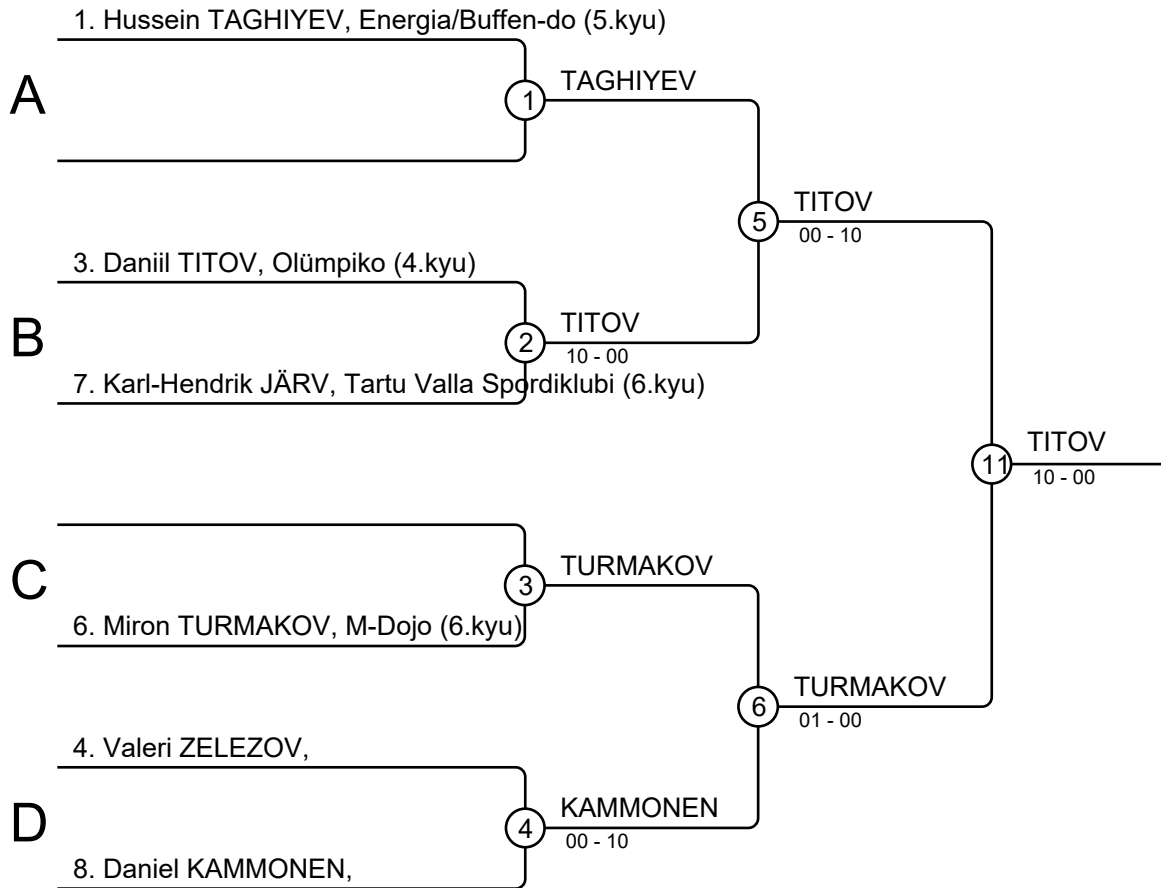 1. Hussein TAGHIYEV, Energia/Buffen-do (5.kyu)
A
1
TAGHIYEV
5
TITOV
00 - 10
3. Daniil TITOV, Olümpiko (4.kyu)
B
2
TITOV
10 - 00
7. Karl-Hendrik JÄRV, Tartu Valla Spordiklubi (6.kyu)
11
TITOV
10 - 00
C
3
TURMAKOV
6. Miron TURMAKOV, M-Dojo (6.kyu)
6
TURMAKOV
01 - 00
4. Valeri ZELEZOV,
D
4
KAMMONEN
00 - 10
8. Daniel KAMMONEN,